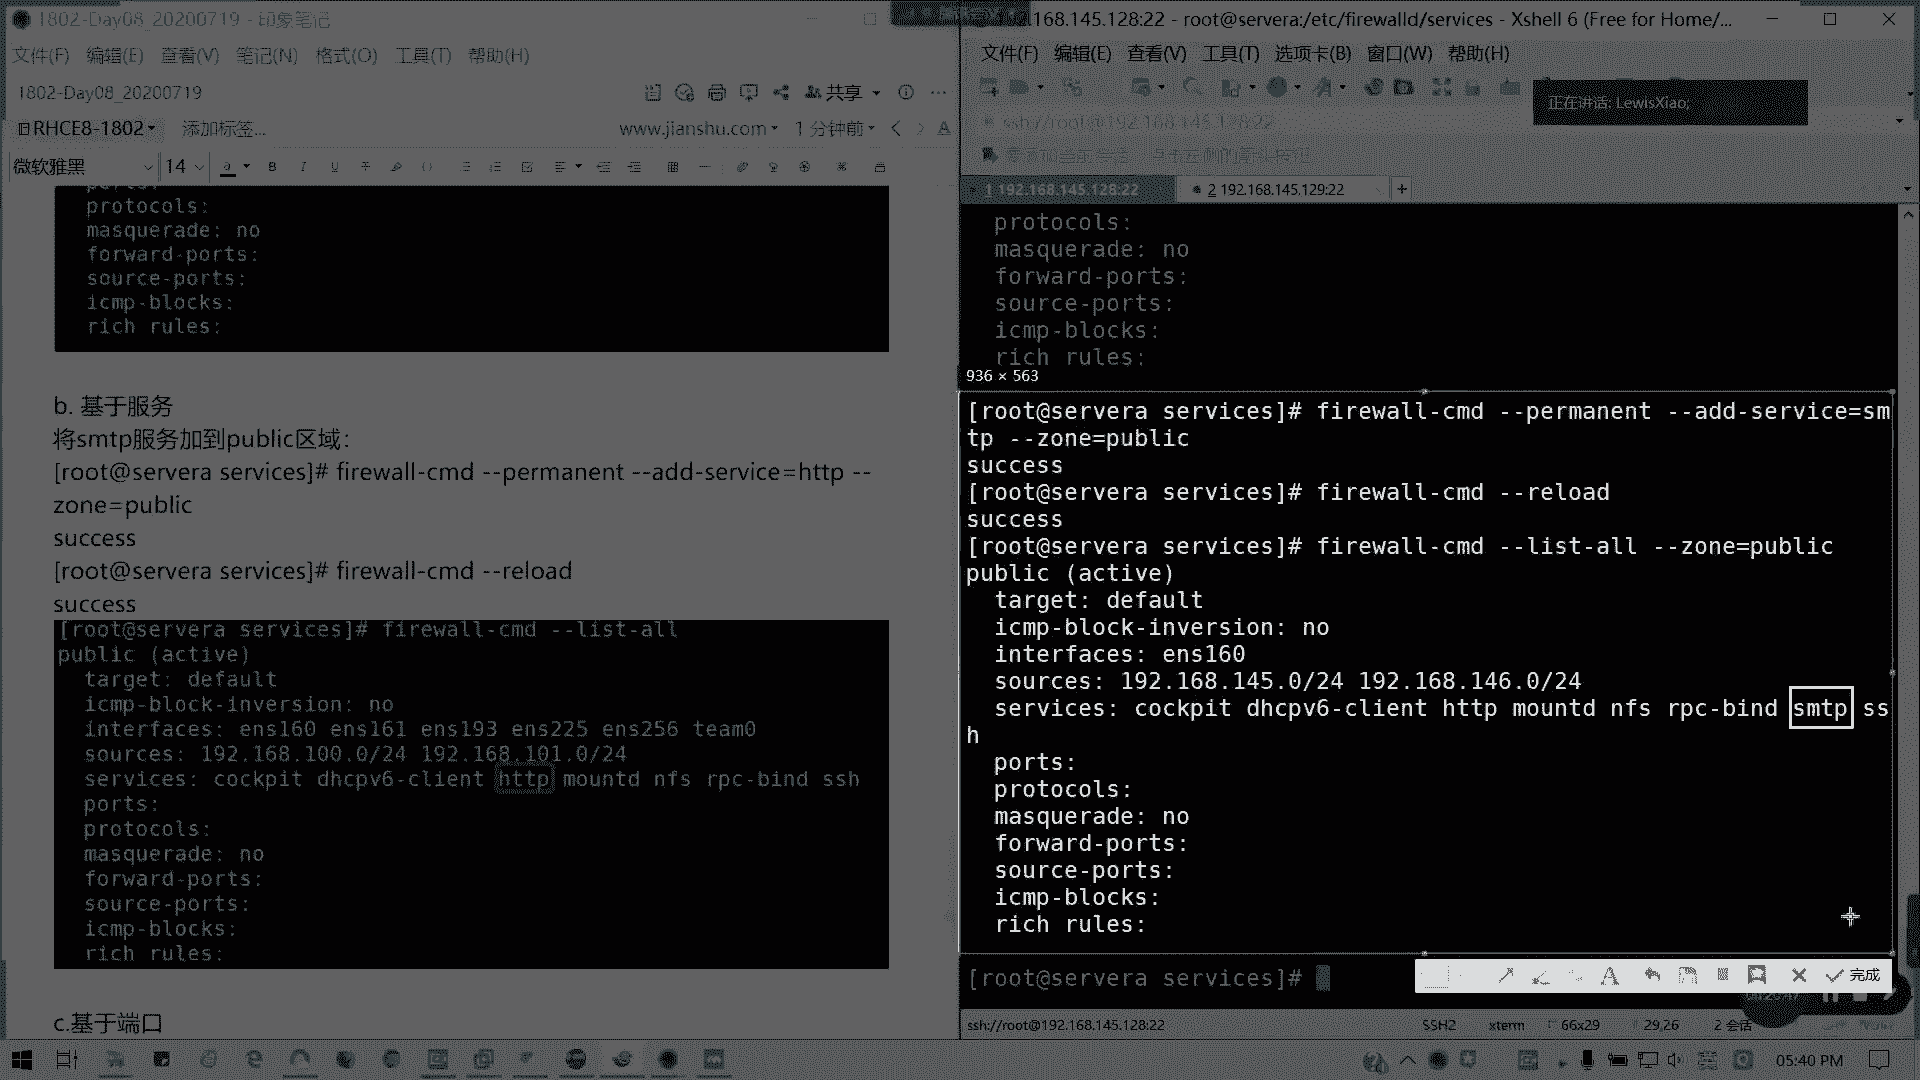 1802-Day08_20200719 - 印象笔记
文件(F) 编辑(E) 查看(V) 笔记(N) 格式(O) 工具(T) 帮助(H)
1802-Day08_20200719
共享
RHCE8-1802
添加标签...
www.jianshu.com
1 分钟前
微软雅黑
14
protocols:
masquerade: no
forward-ports:
source-ports:
icmp-blocks:
rich rules:
b. 基于服务
将smtp服务加到public区域:
[root@servera services]# firewall-cmd --permanent --add-service=http --
zone=public
success
[root@servera services]# firewall-cmd --reload
success
[root@servera services]# firewall-cmd --list-all
public (active)
target: default
icmp-block-inversion: no
interfaces: ens160 ens161 ens193 ens225 ens256 team0
sources: 192.168.100.0/24 192.168.101.0/24
services: cockpit dhcpv6-client http mountd nfs rpc-bind ssh
ports:
protocols:
masquerade: no
forward-ports:
source-ports:
icmp-blocks:
rich rules:
c.基于端口
.168.145.128:22 - root@servera:/etc/firewalld/services - Xshell 6 (Free for Home/...
文件(F) 编辑(E) 查看(V) 工具(T) 选项卡(B) 窗口(W) 帮助(H)
正在讲话: LewisXiao;
ssh://root@192.168.145.128:22
1 192.168.145.128:22
2 192.168.145.129:22
protocols:
masquerade: no
forward-ports:
source-ports:
icmp-blocks:
rich rules:
936 × 563
[root@servera services]# firewall-cmd --permanent --add-service=sm
tp --zone=public
success
[root@servera services]# firewall-cmd --reload
success
[root@servera services]# firewall-cmd --list-all --zone=public
public (active)
target: default
icmp-block-inversion: no
interfaces: ens160
sources: 192.168.145.0/24 192.168.146.0/24
services: cockpit dhcpv6-client http mountd nfs rpc-bind smtp ss
h
ports:
protocols:
masquerade: no
forward-ports:
source-ports:
icmp-blocks:
rich rules:
[root@servera services]#
完成
ssh://root@192.168.145.128:22
SSH2
xterm
66x29
29,26
2 会话
05:40 PM